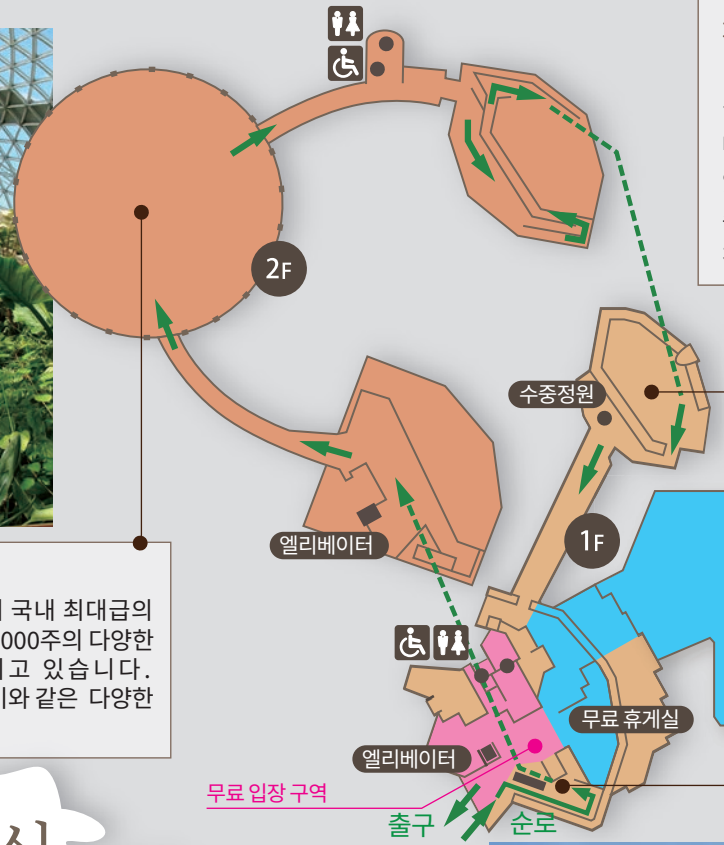 2F
수중정원
1F
엘리베이터
국내 최대급의
000주의 다양한
고 있습니다.
와 같은 다양한
무료 휴게실
엘리베이터
무료 입장 구역
출구
순로